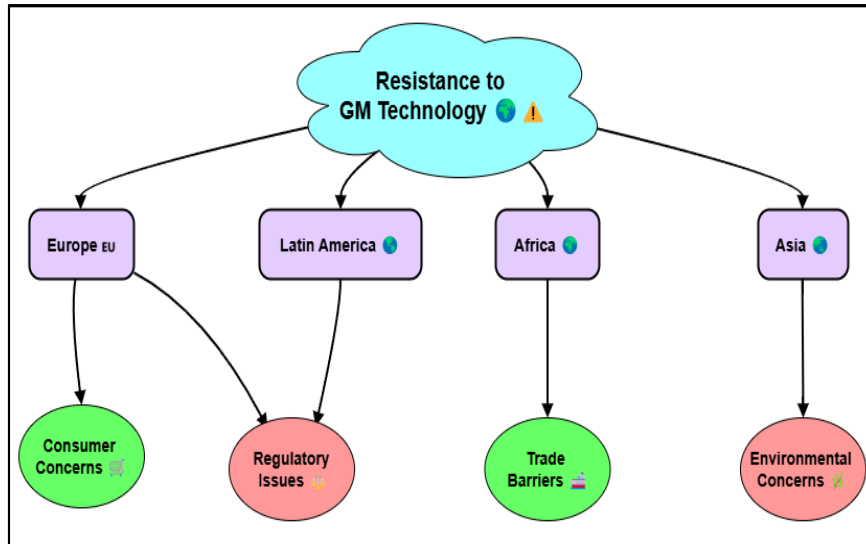 Resistance to
GM Technology 🌍 ⚠️
Europe EU
Latin America 🌎
Africa 🌍
Asia 🌏
Consumer
Concerns 🛒
Regulatory
Issues ⚖️
Trade
Barriers 🚢
Environmental
Concerns 🌿